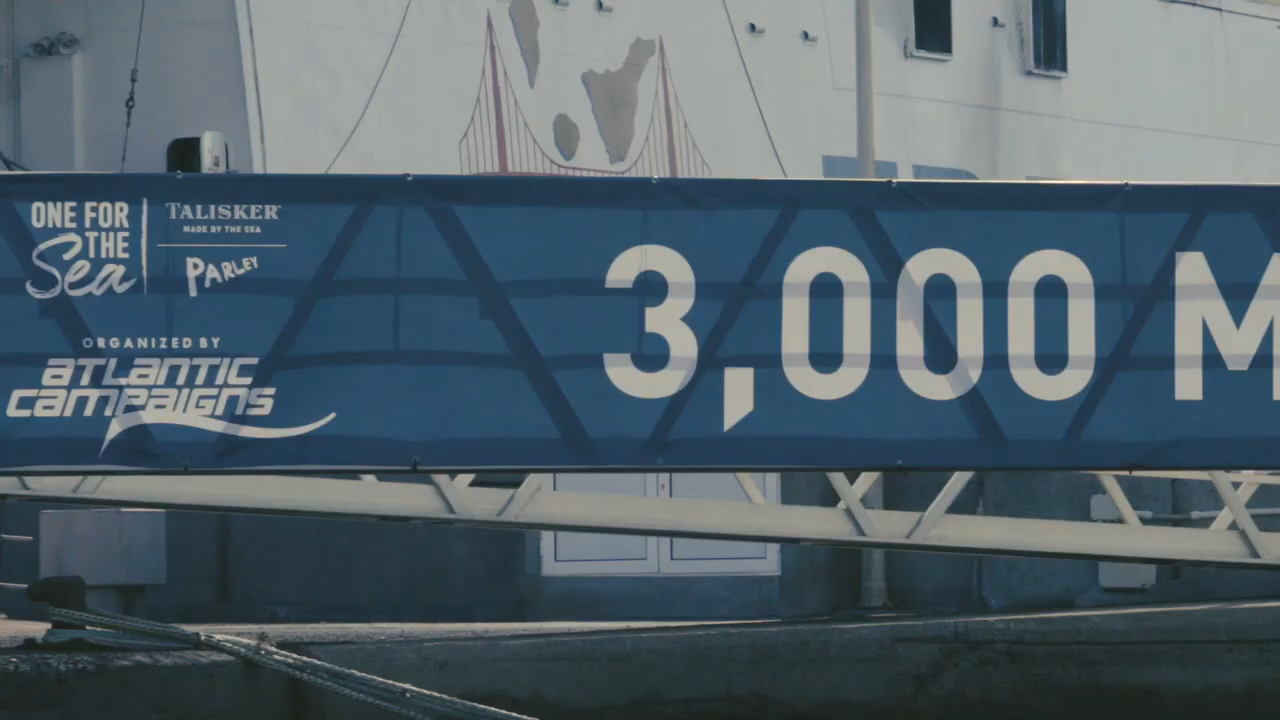 ONE FOR
THE
Sea
TALISKER
MADE BY THE SEA
PARLEY
ORGANIZED BY
ATLANTIC
CAMPAIGNS
3,000 M